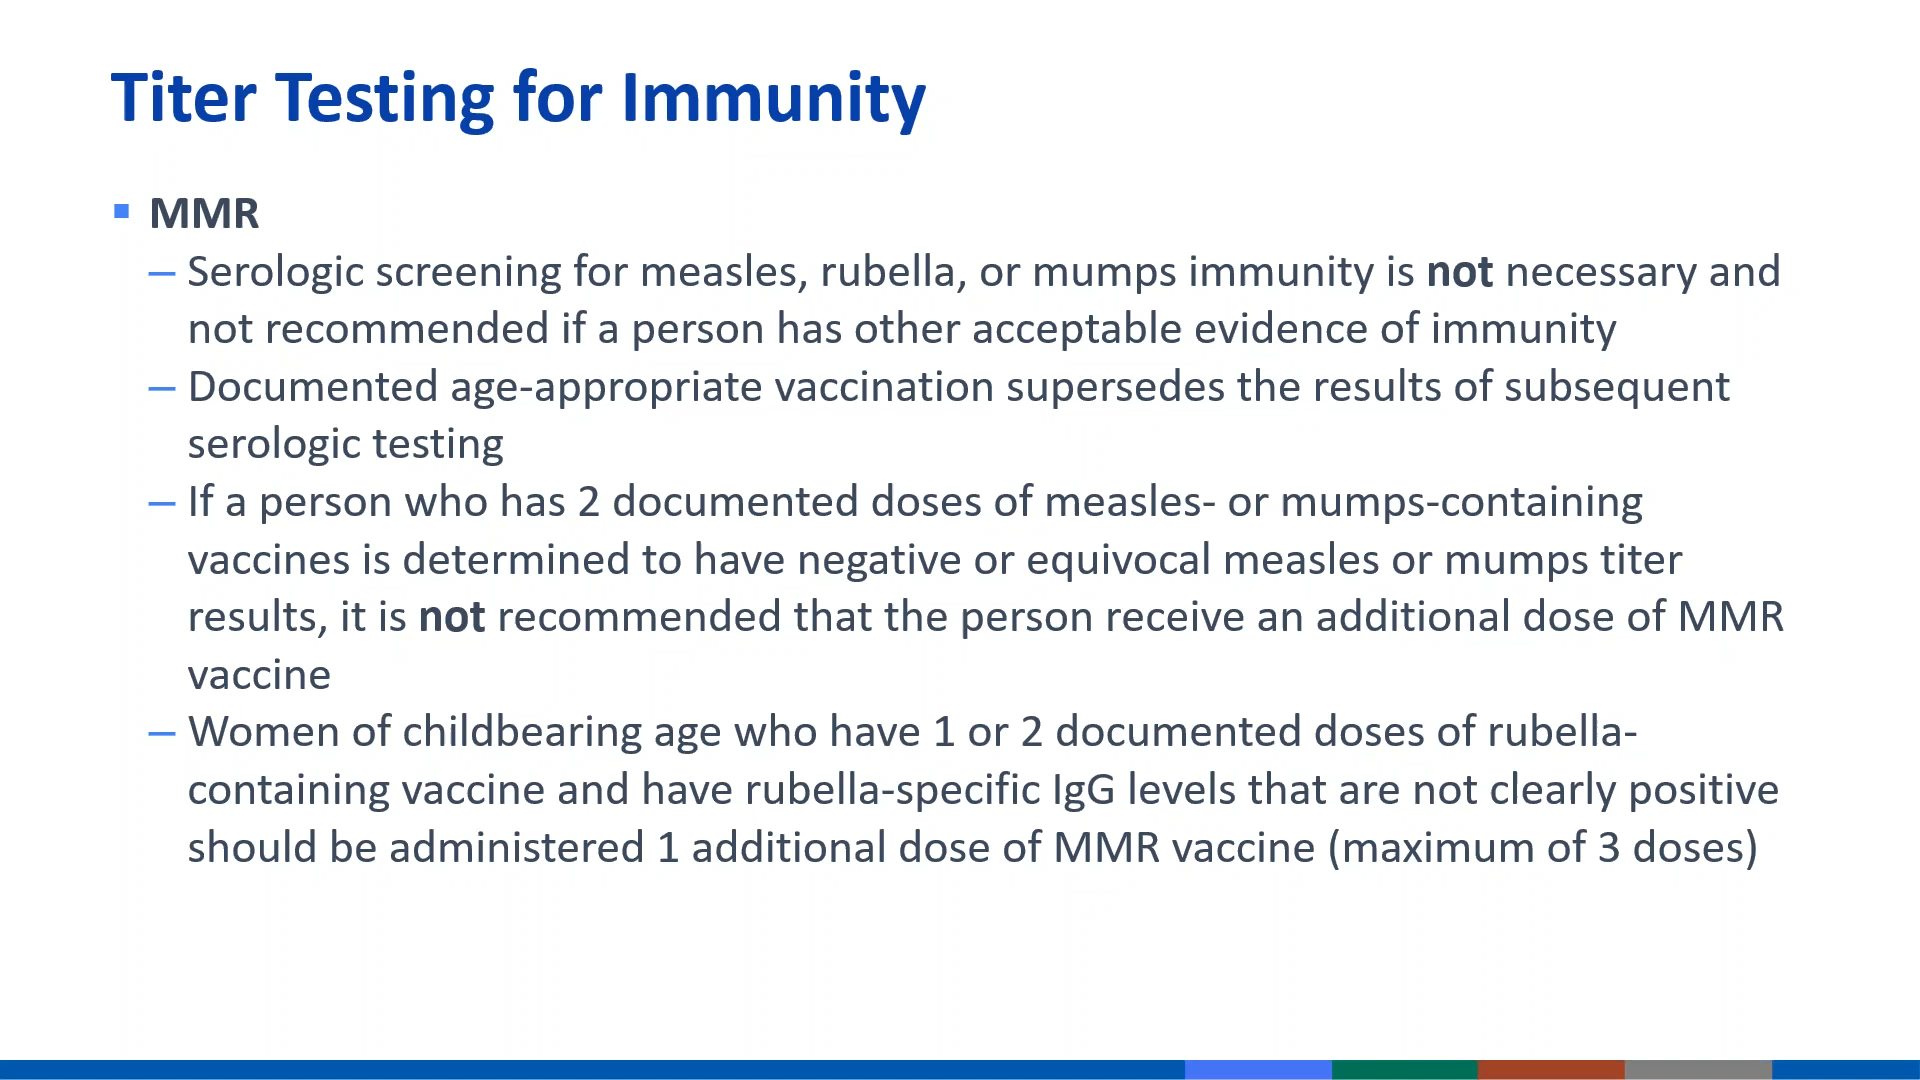 Titer Testing for Immunity
▪ MMR
– Serologic screening for measles, rubella, or mumps immunity is not necessary and
not recommended if a person has other acceptable evidence of immunity
– Documented age-appropriate vaccination supersedes the results of subsequent
serologic testing
– If a person who has 2 documented doses of measles- or mumps-containing
vaccines is determined to have negative or equivocal measles or mumps titer
results, it is not recommended that the person receive an additional dose of MMR
vaccine
– Women of childbearing age who have 1 or 2 documented doses of rubella-
containing vaccine and have rubella-specific IgG levels that are not clearly positive
should be administered 1 additional dose of MMR vaccine (maximum of 3 doses)